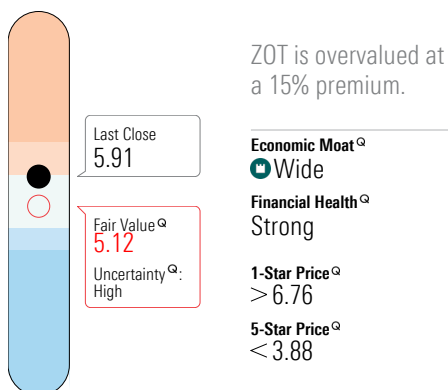 ZOT is overvalued at
a 15% premium.
Last Close
5.91
Fair Value Q
5.12
Uncertainty Q:
High
Economic Moat Q
Wide
Financial Health Q
Strong
1-Star Price Q
>6.76
5-Star Price Q
<3.88